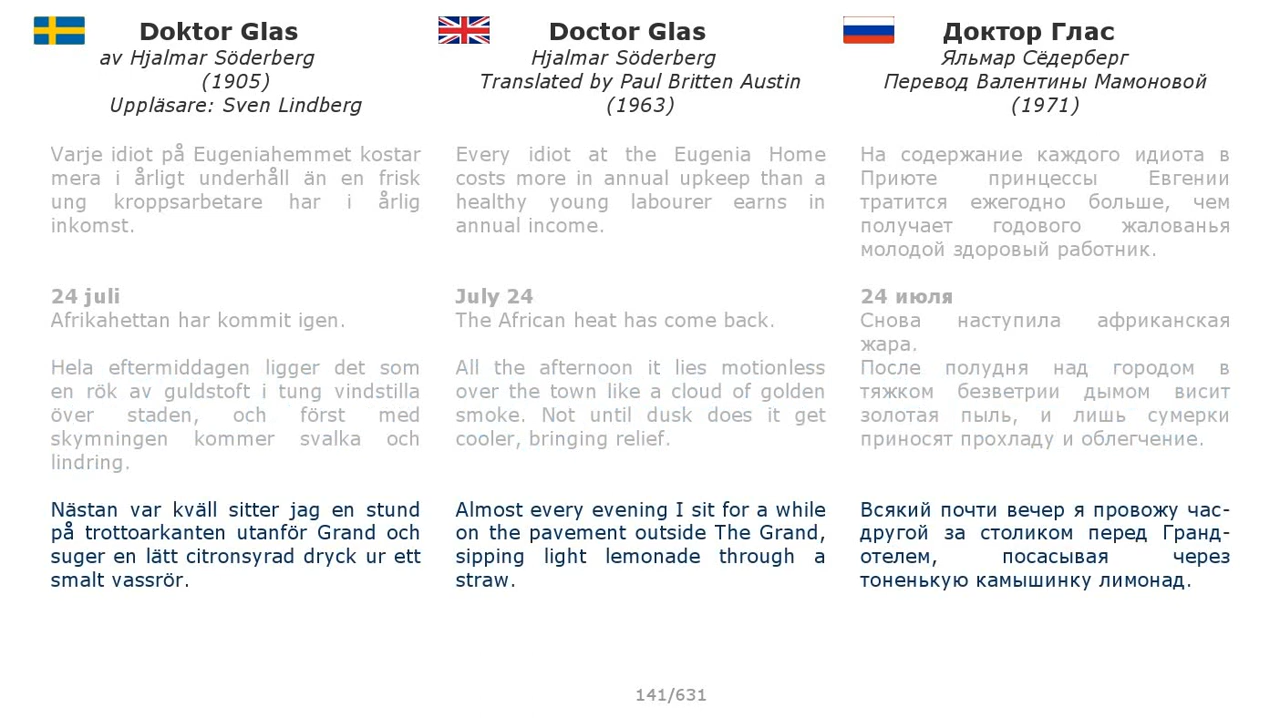 Doktor Glas
av Hjalmar Söderberg
(1905)
Uppläsare: Sven Lindberg
Varje idiot på Eugeniahemmet kostar
mera i årligt underhåll än en frisk
ung kroppsarbetare har i årlig
inkomst.
24 juli
Afrikahettan har kommit igen.
Hela eftermiddagen ligger det som
en rök av guldstoft i tung vindstilla
över staden, och först med
skymningen kommer svalka och
lindring.
Nästan var kväll sitter jag en stund
på trottoarkanten utanför Grand och
suger en lätt citronsyrad dryck ur ett
smalt vassrör.
Doctor Glas
Hjalmar Söderberg
Translated by Paul Britten Austin
(1963)
Every idiot at the Eugenia Home
costs more in annual upkeep than a
healthy young labourer earns in
annual income.
July 24
The African heat has come back.
All the afternoon it lies motionless
over the town like a cloud of golden
smoke. Not until dusk does it get
cooler, bringing relief.
Almost every evening I sit for a while
on the pavement outside The Grand,
sipping light lemonade through a
straw.
Доктор Глас
Яльмар Сёдерберг
Перевод Валентины Мамоновой
(1971)
На содержание каждого идиота в
Приюте принцессы Евгении
тратится ежегодно больше, чем
получает годового жалованья
молодой здоровый работник.
24 июля
Снова наступила африканская
жара.
После полудня над городом в
тяжком безветрии дымом висит
золотая пыль, и лишь сумерки
приносят прохладу и облегчение.
Всякий почти вечер я провожу час-
другой за столиком перед Гранд-
отелем, посасывая через
тоненькую камышинку лимонад.
141/631